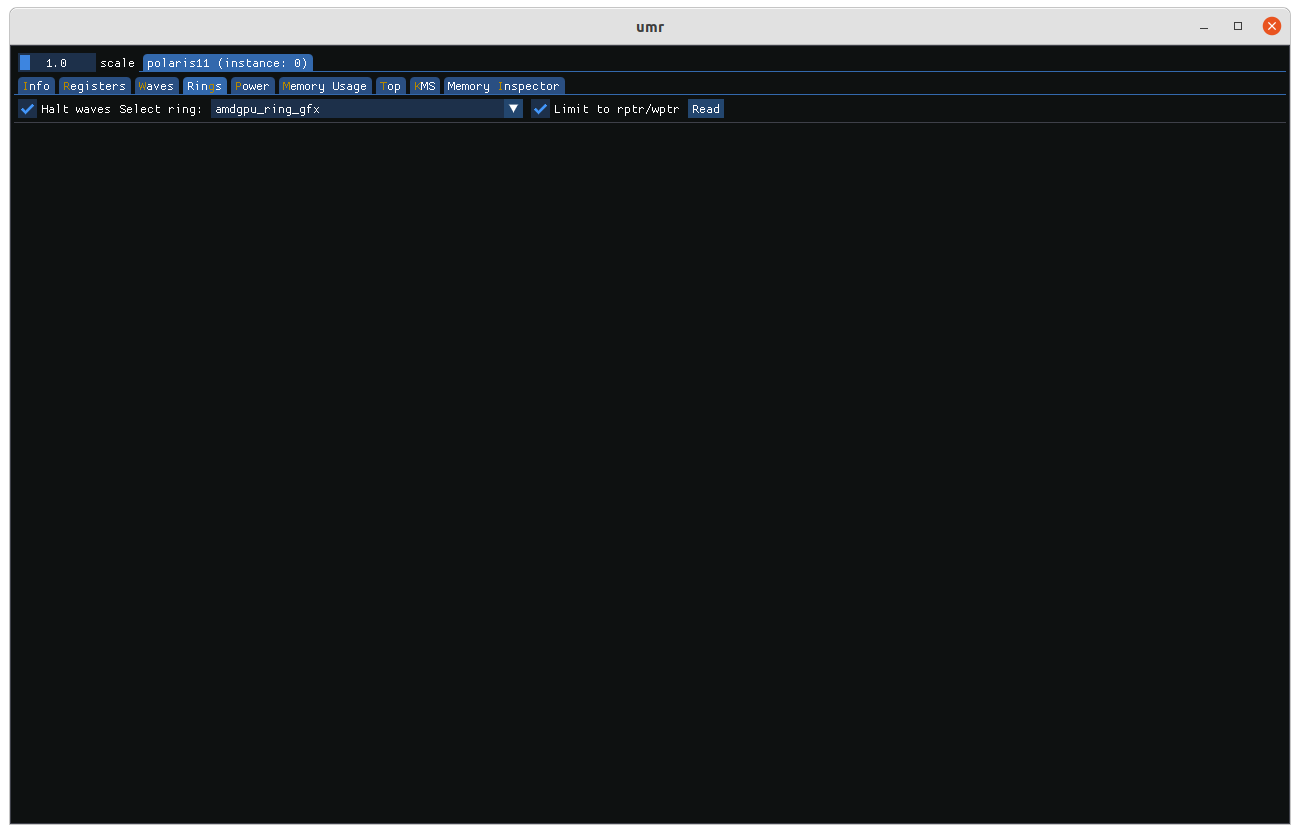 umr
1.0 scale polaris11 (instance: 0)
Info Registers Waves Rings Power Memory Usage Top KMS Memory Inspector
Halt waves Select ring: amdgpu_ring_gfx Limit to rptr/wptr Read